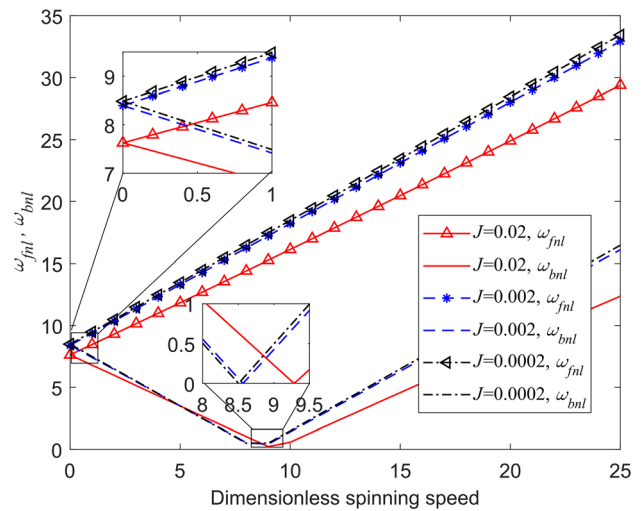 35
30
25
20
15
10
5
0
ω_fnl, ω_bnl
0 5 10 15 20 25
Dimensionless spinning speed
9
8
7
0 0.5 1
1
0.5
0
8 8.5 9 9.5
J=0.02, ω_fnl
J=0.02, ω_bnl
J=0.002, ω_fnl
J=0.002, ω_bnl
J=0.0002, ω_fnl
J=0.0002, ω_bnl